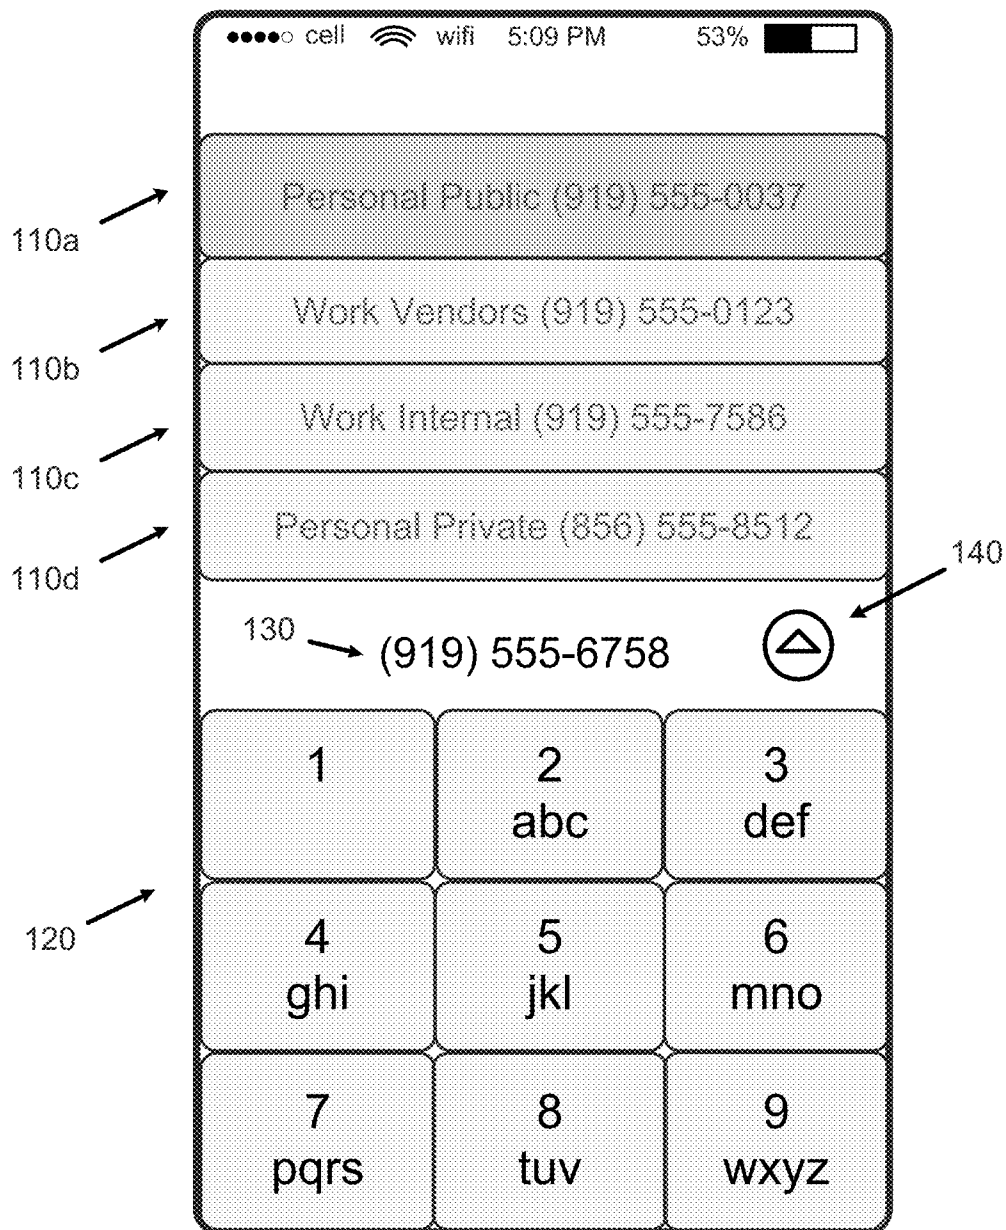 cell wifi 5:09 PM 53%
Personal Public (919) 555-0037
110a
Work Vendors (919) 555-0123
110b
Work Internal (919) 555-7586
110c
Personal Private (856) 555-8512
110d
140
130
(919) 555-6758
1 2 3
abc def
120
4 5 6
ghi jkl mno
7 8 9
pqrs tuv wxyz